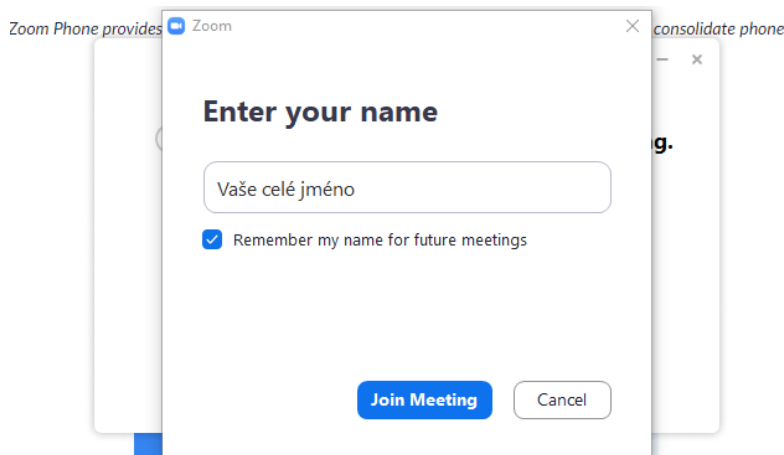 Zoom Phone provides
Zoom
consolidate phone
Enter your name
g.
Vaše celé jméno
Remember my name for future meetings
Join Meeting
Cancel